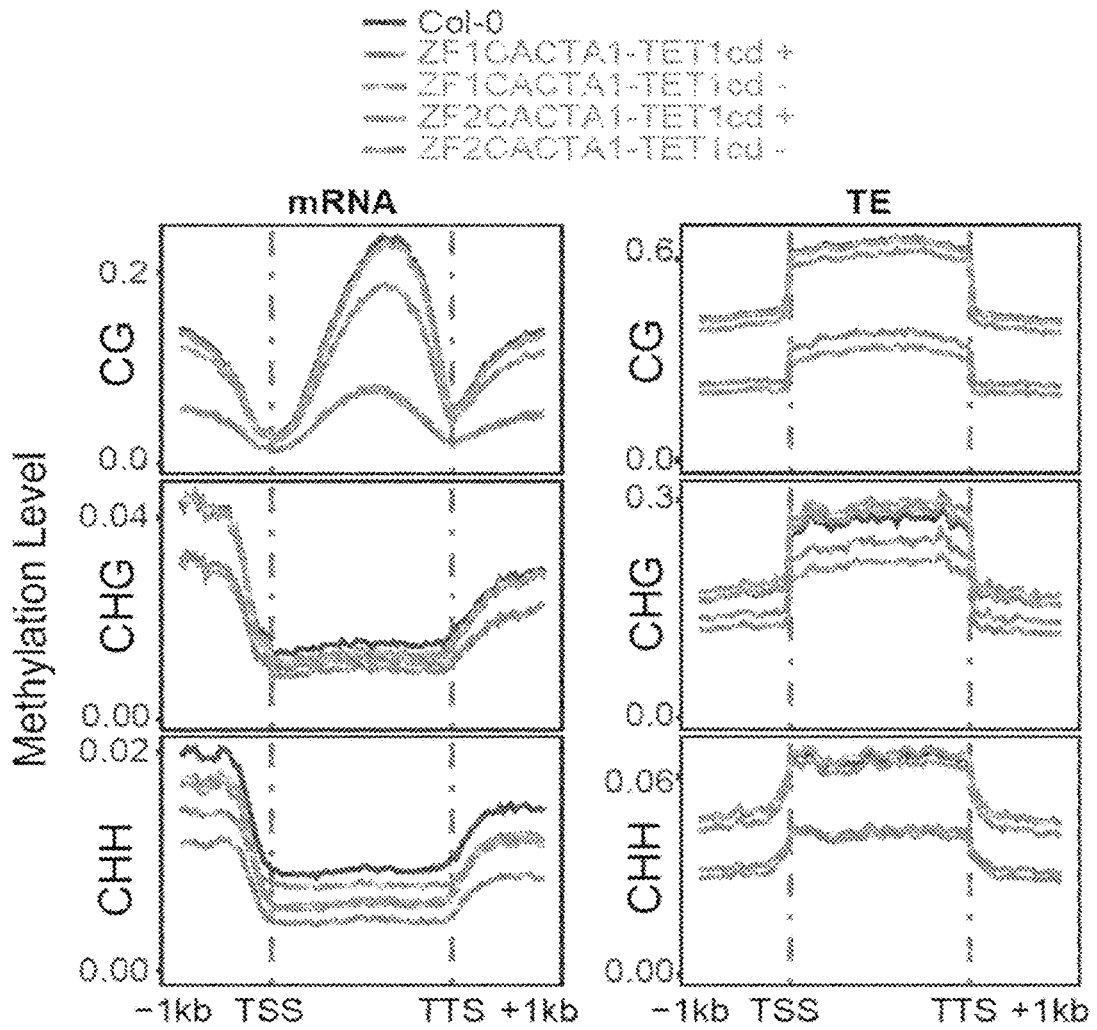 Col-0
ZF1CACTA1-TET1cd +
ZF1CACTA1-TET1cd -
ZF2CACTA1-TET1cd +
ZF2CACTA1-TET1cd -
mRNA TE
Methylation Level
CG
0.2
0.0
CG
0.6
0.0
CHG
0.04
0.00
CHG
0.3
0.0
CHH
0.02
0.00
CHH
0.06
0.00
−1kb TSS TTS +1kb
−1kb TSS TTS +1kb